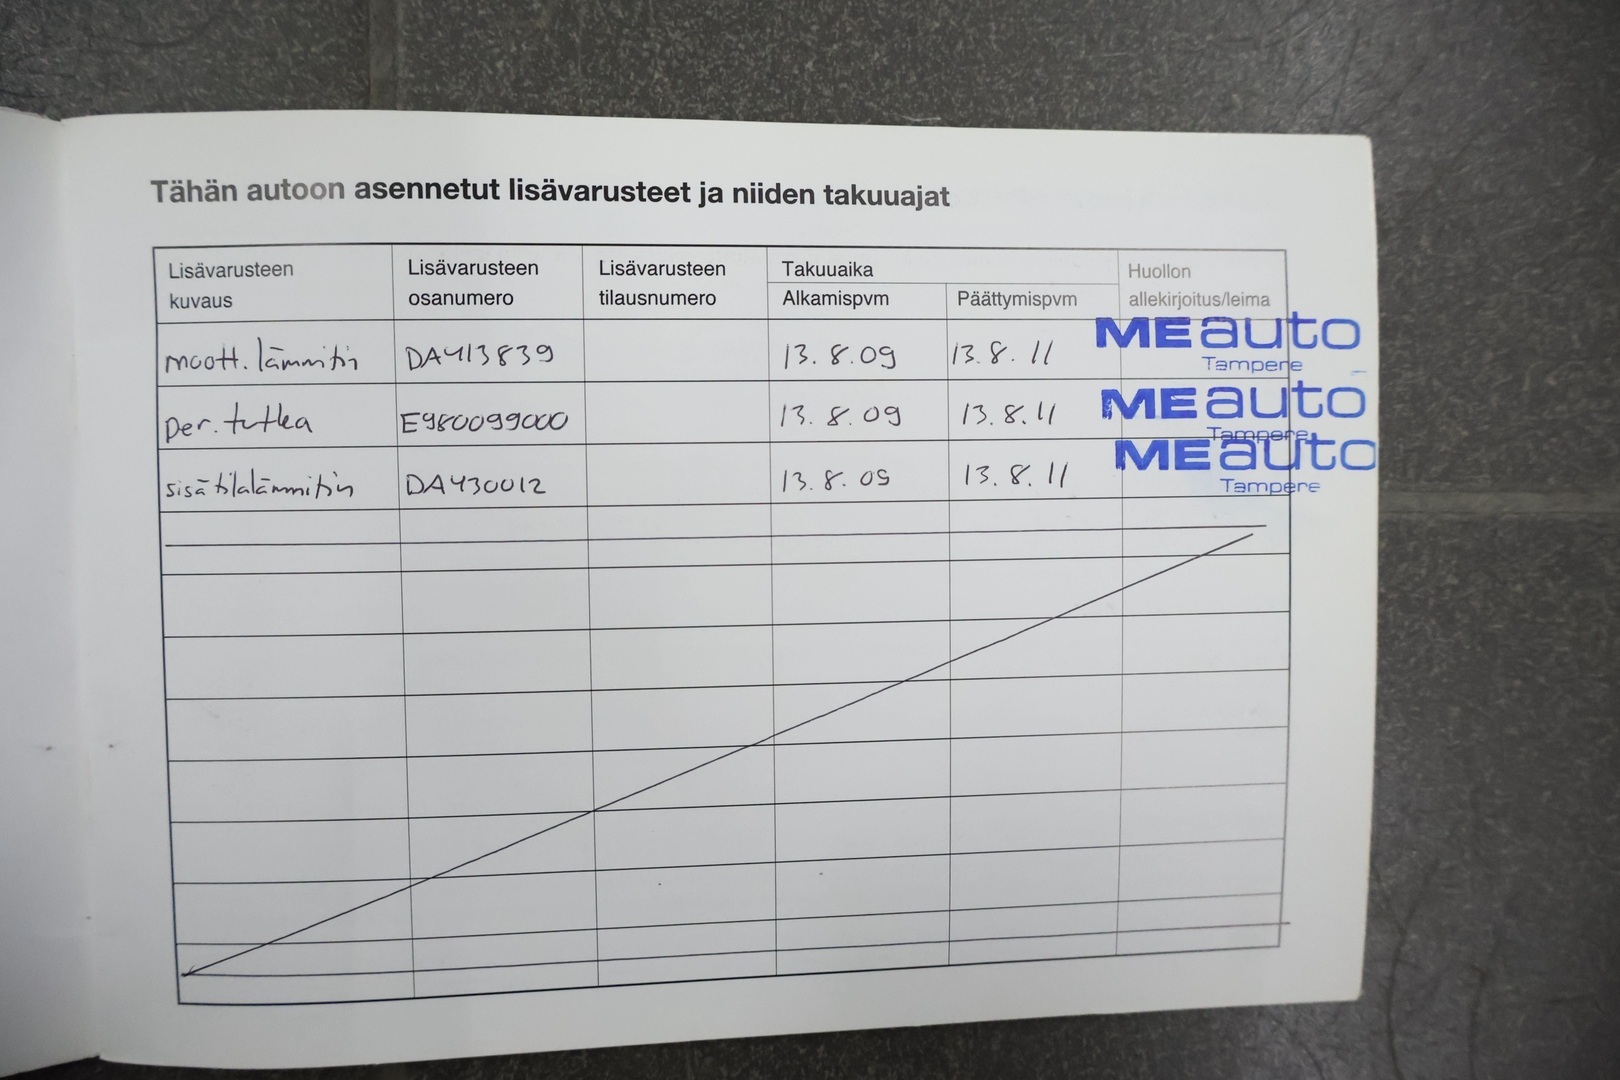 Tähän autoon asennetut lisävarusteet ja niiden takuuajat
Lisävarusteen kuvaus
Lisävarusteen osanumero
Lisävarusteen tilausnumero
Takuuaika
Alkamispvm
Päättymispvm
Huollon allekirjoitus/leima
moott. lämmitin DA413839 13. 8. 09 13. 8. 11 MEauto
Tampere
per. tutka E980099000 13. 8. 09 13. 8. 11 MEauto
Tampere
sisätilalämmitin DA430012 13. 8. 09 13. 8. 11 MEauto
Tampere